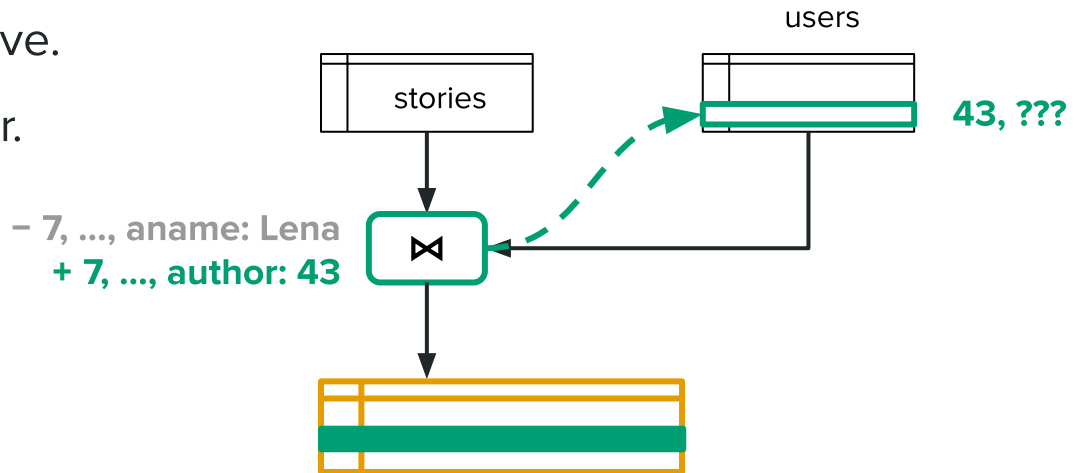 ve.
r.
users
stories
43, ???
– 7, ..., aname: Lena
+ 7, ..., author: 43
⋈